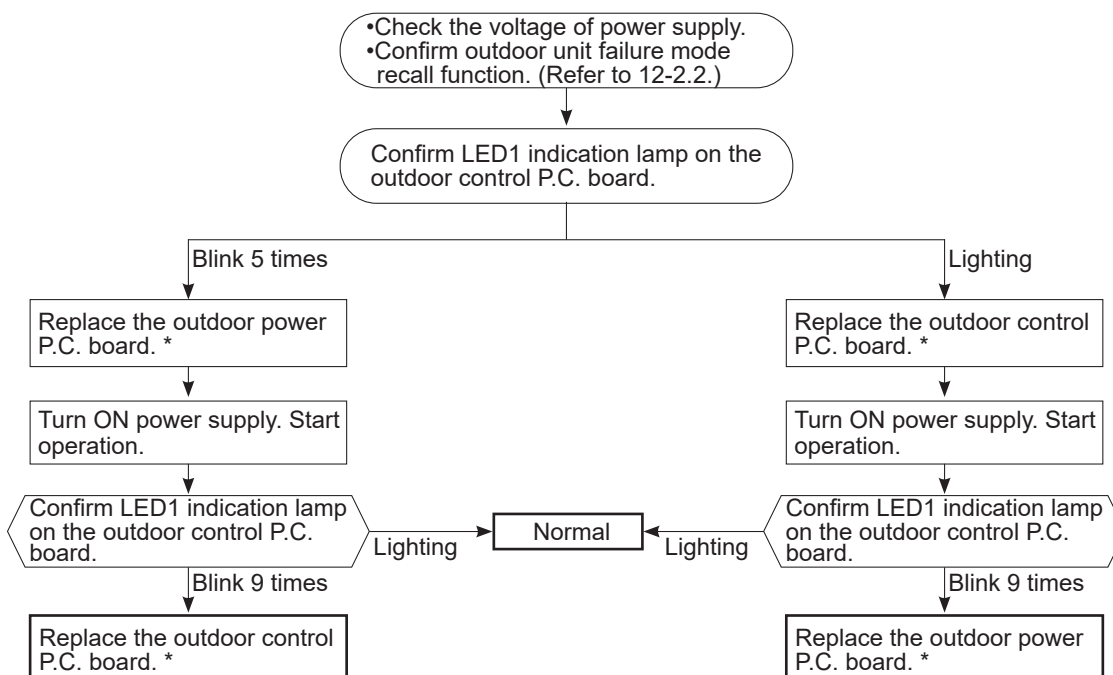 •Check the voltage of power supply.
•Confirm outdoor unit failure mode
recall function. (Refer to 12-2.2.)
Confirm LED1 indication lamp on the
outdoor control P.C. board.
Blink 5 times
Lighting
Replace the outdoor power
P.C. board. *
Replace the outdoor control
P.C. board. *
Turn ON power supply. Start
operation.
Turn ON power supply. Start
operation.
Confirm LED1 indication lamp
on the outdoor control P.C.
board.
Lighting
Normal
Lighting
Confirm LED1 indication lamp
on the outdoor control P.C.
board.
Blink 9 times
Blink 9 times
Replace the outdoor control
P.C. board. *
Replace the outdoor power
P.C. board. *